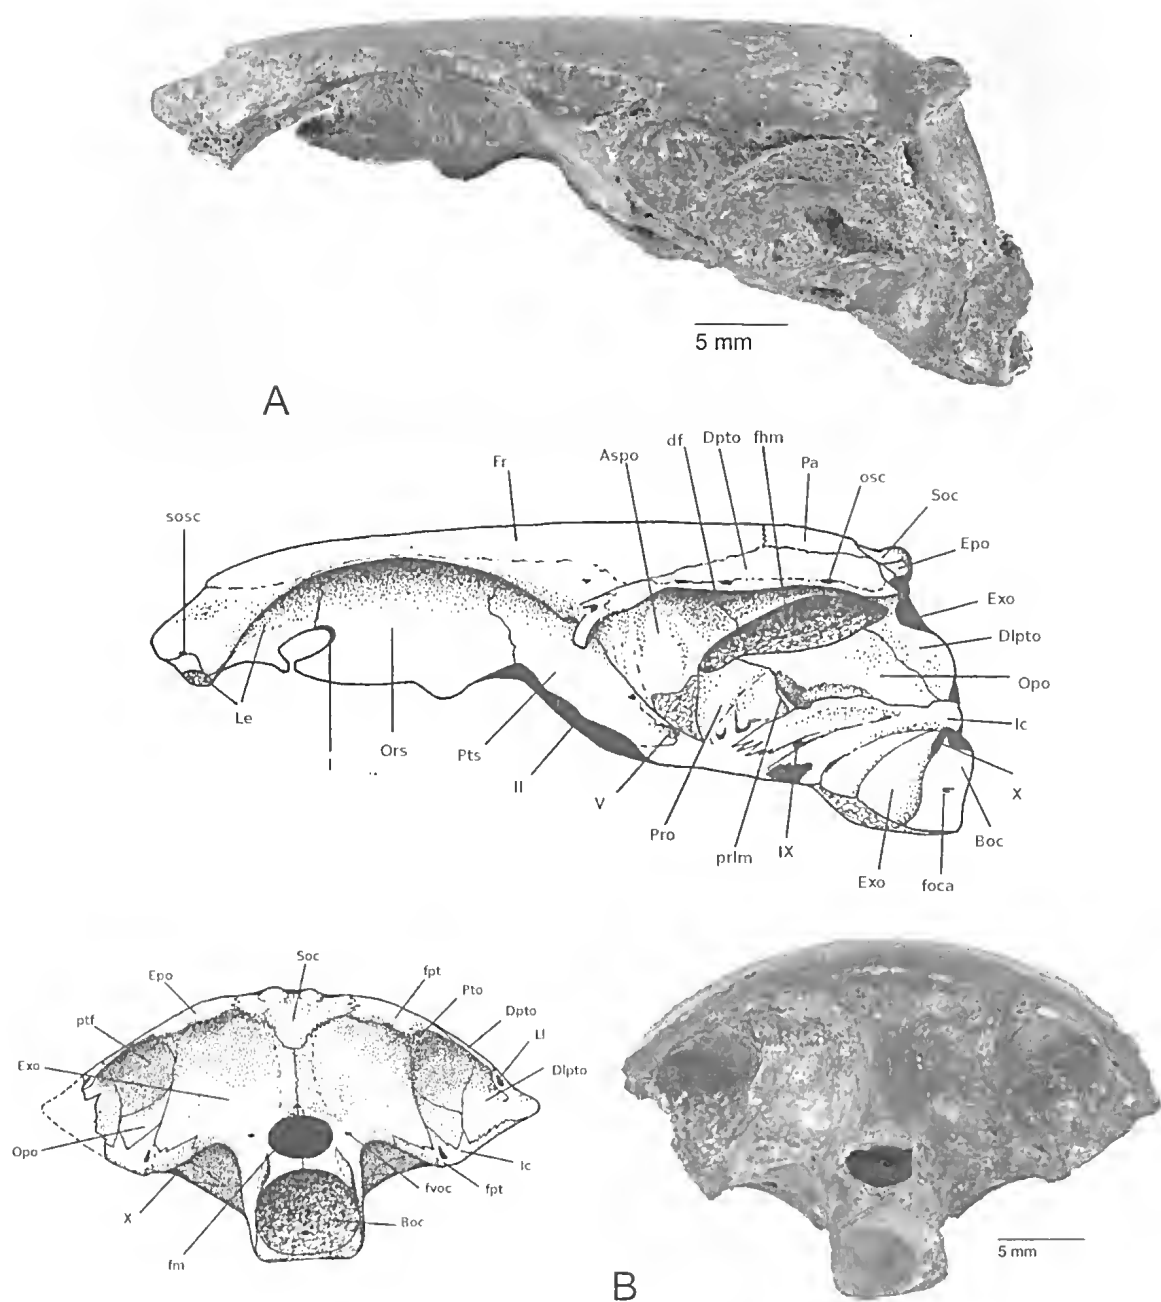 5 mm
A
sosc
Fr
Aspo
df
Dpto
fhm
Pa
osc
Soc
Epo
Exo
Dlpto
Opo
Ic
X
Boc
foca
Exo
IX
prlm
Pro
V
II
Pts
Ors
I
Le
Soc
Epo
fpt
Pto
ptf
Dpto
Ll
Exo
Dlpto
Opo
Ic
X
fvoc
fpt
Boc
fm
5 mm
B